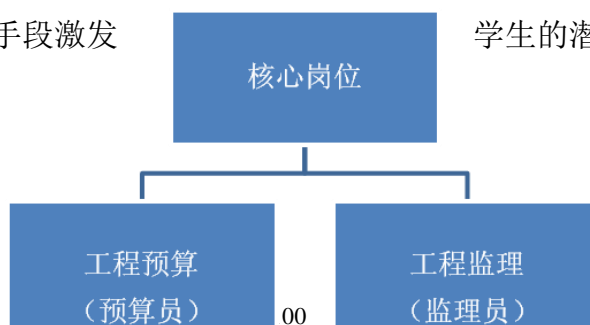 手段激发
学生的潜
核心岗位
工程预算
（预算员）
00
工程监理
（监理员）